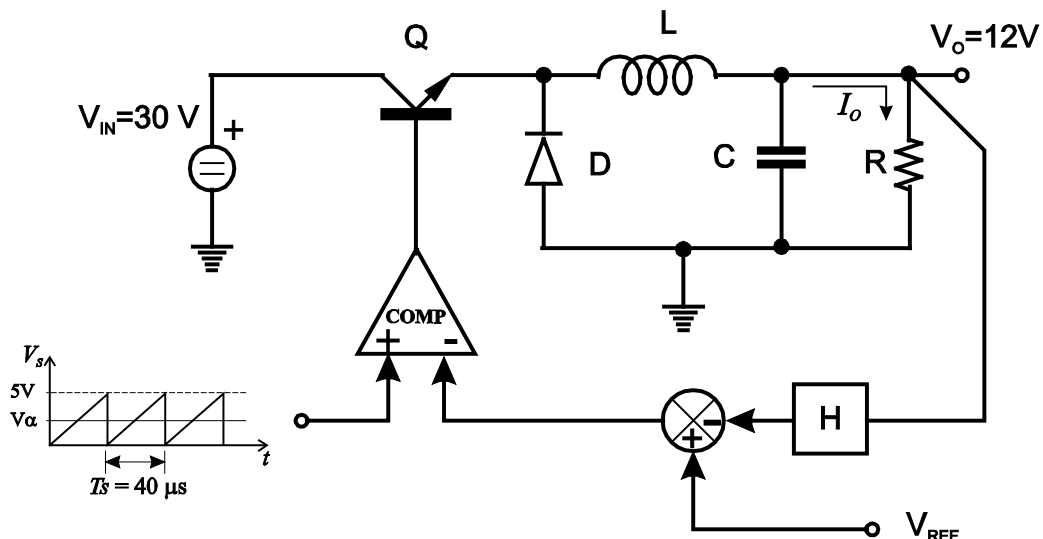 Q
L
V_O=12V
V_IN=30 V
+
D
C
I_o
R
COMP
+ -
V_s
5V
Vα
t
Ts = 40 μs
-
+
H
V_REF